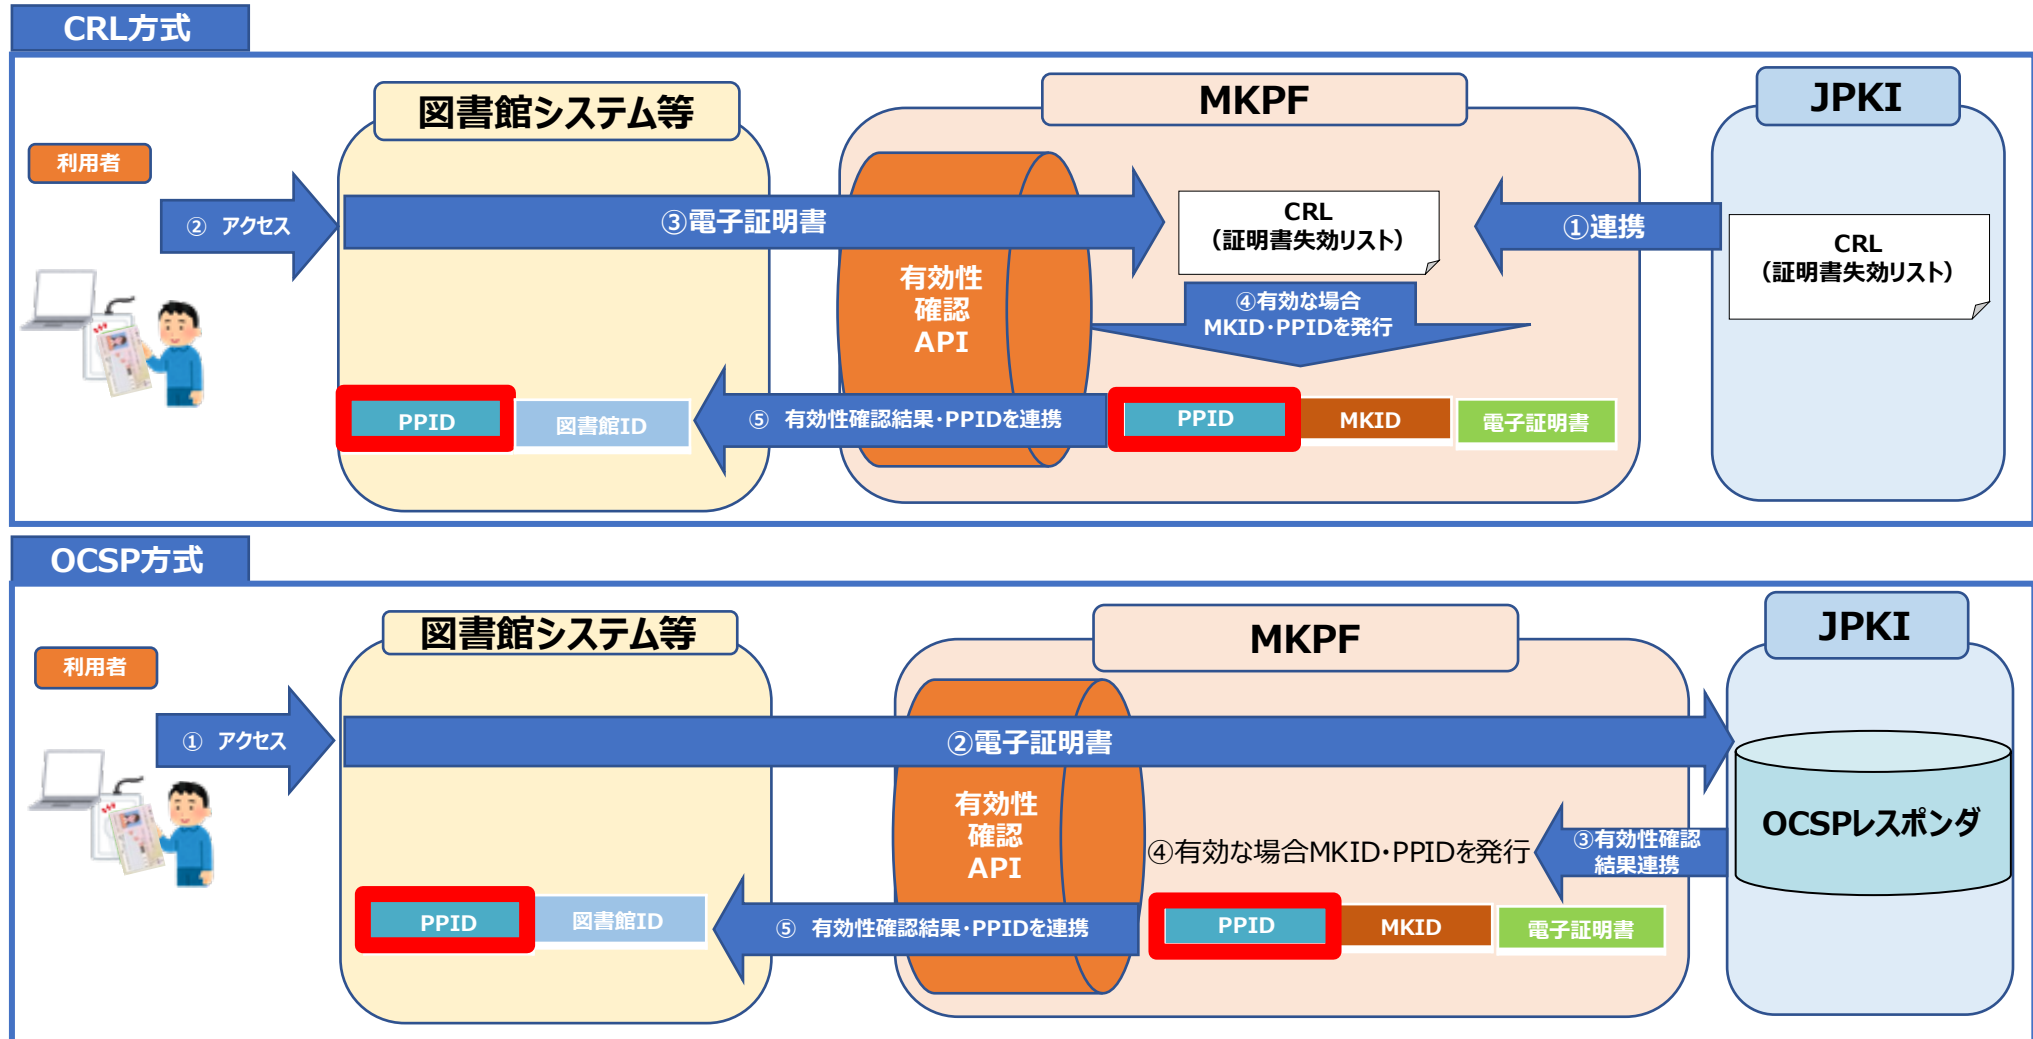 CRL方式
図書館システム等
MKPF
JPKI
利用者
② アクセス
③電子証明書
CRL
（証明書失効リスト）
①連携
CRL
（証明書失効リスト）
有効性
確認
API
④有効な場合
MKID・PPIDを発行
PPID
図書館ID
⑤ 有効性確認結果・PPIDを連携
PPID
MKID
電子証明書
OCSP方式
図書館システム等
MKPF
JPKI
利用者
① アクセス
②電子証明書
OCSPレスポンダ
有効性
確認
API
④有効な場合MKID・PPIDを発行
③有効性確認
結果連携
PPID
図書館ID
⑤ 有効性確認結果・PPIDを連携
PPID
MKID
電子証明書